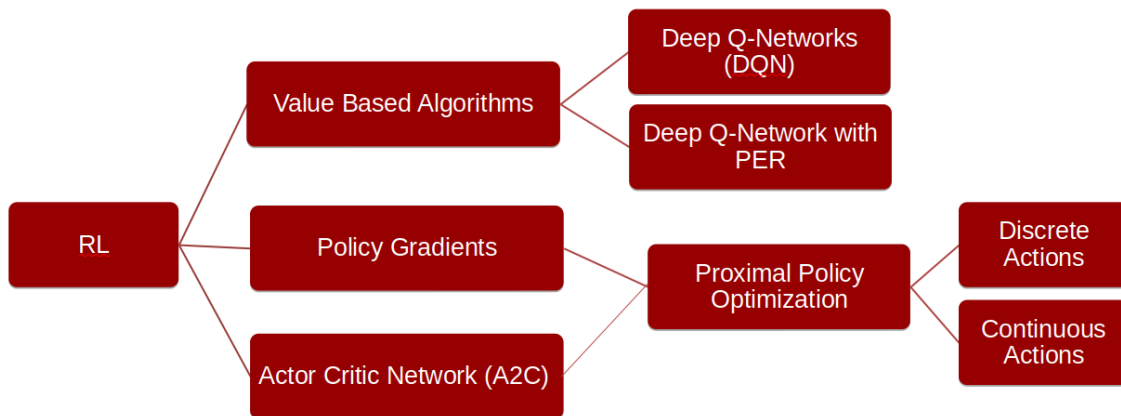 Deep Q-Networks
(DQN)
Value Based Algorithms
Deep Q-Network with
PER
RL
Policy Gradients
Proximal Policy
Optimization
Discrete
Actions
Continuous
Actions
Actor Critic Network (A2C)